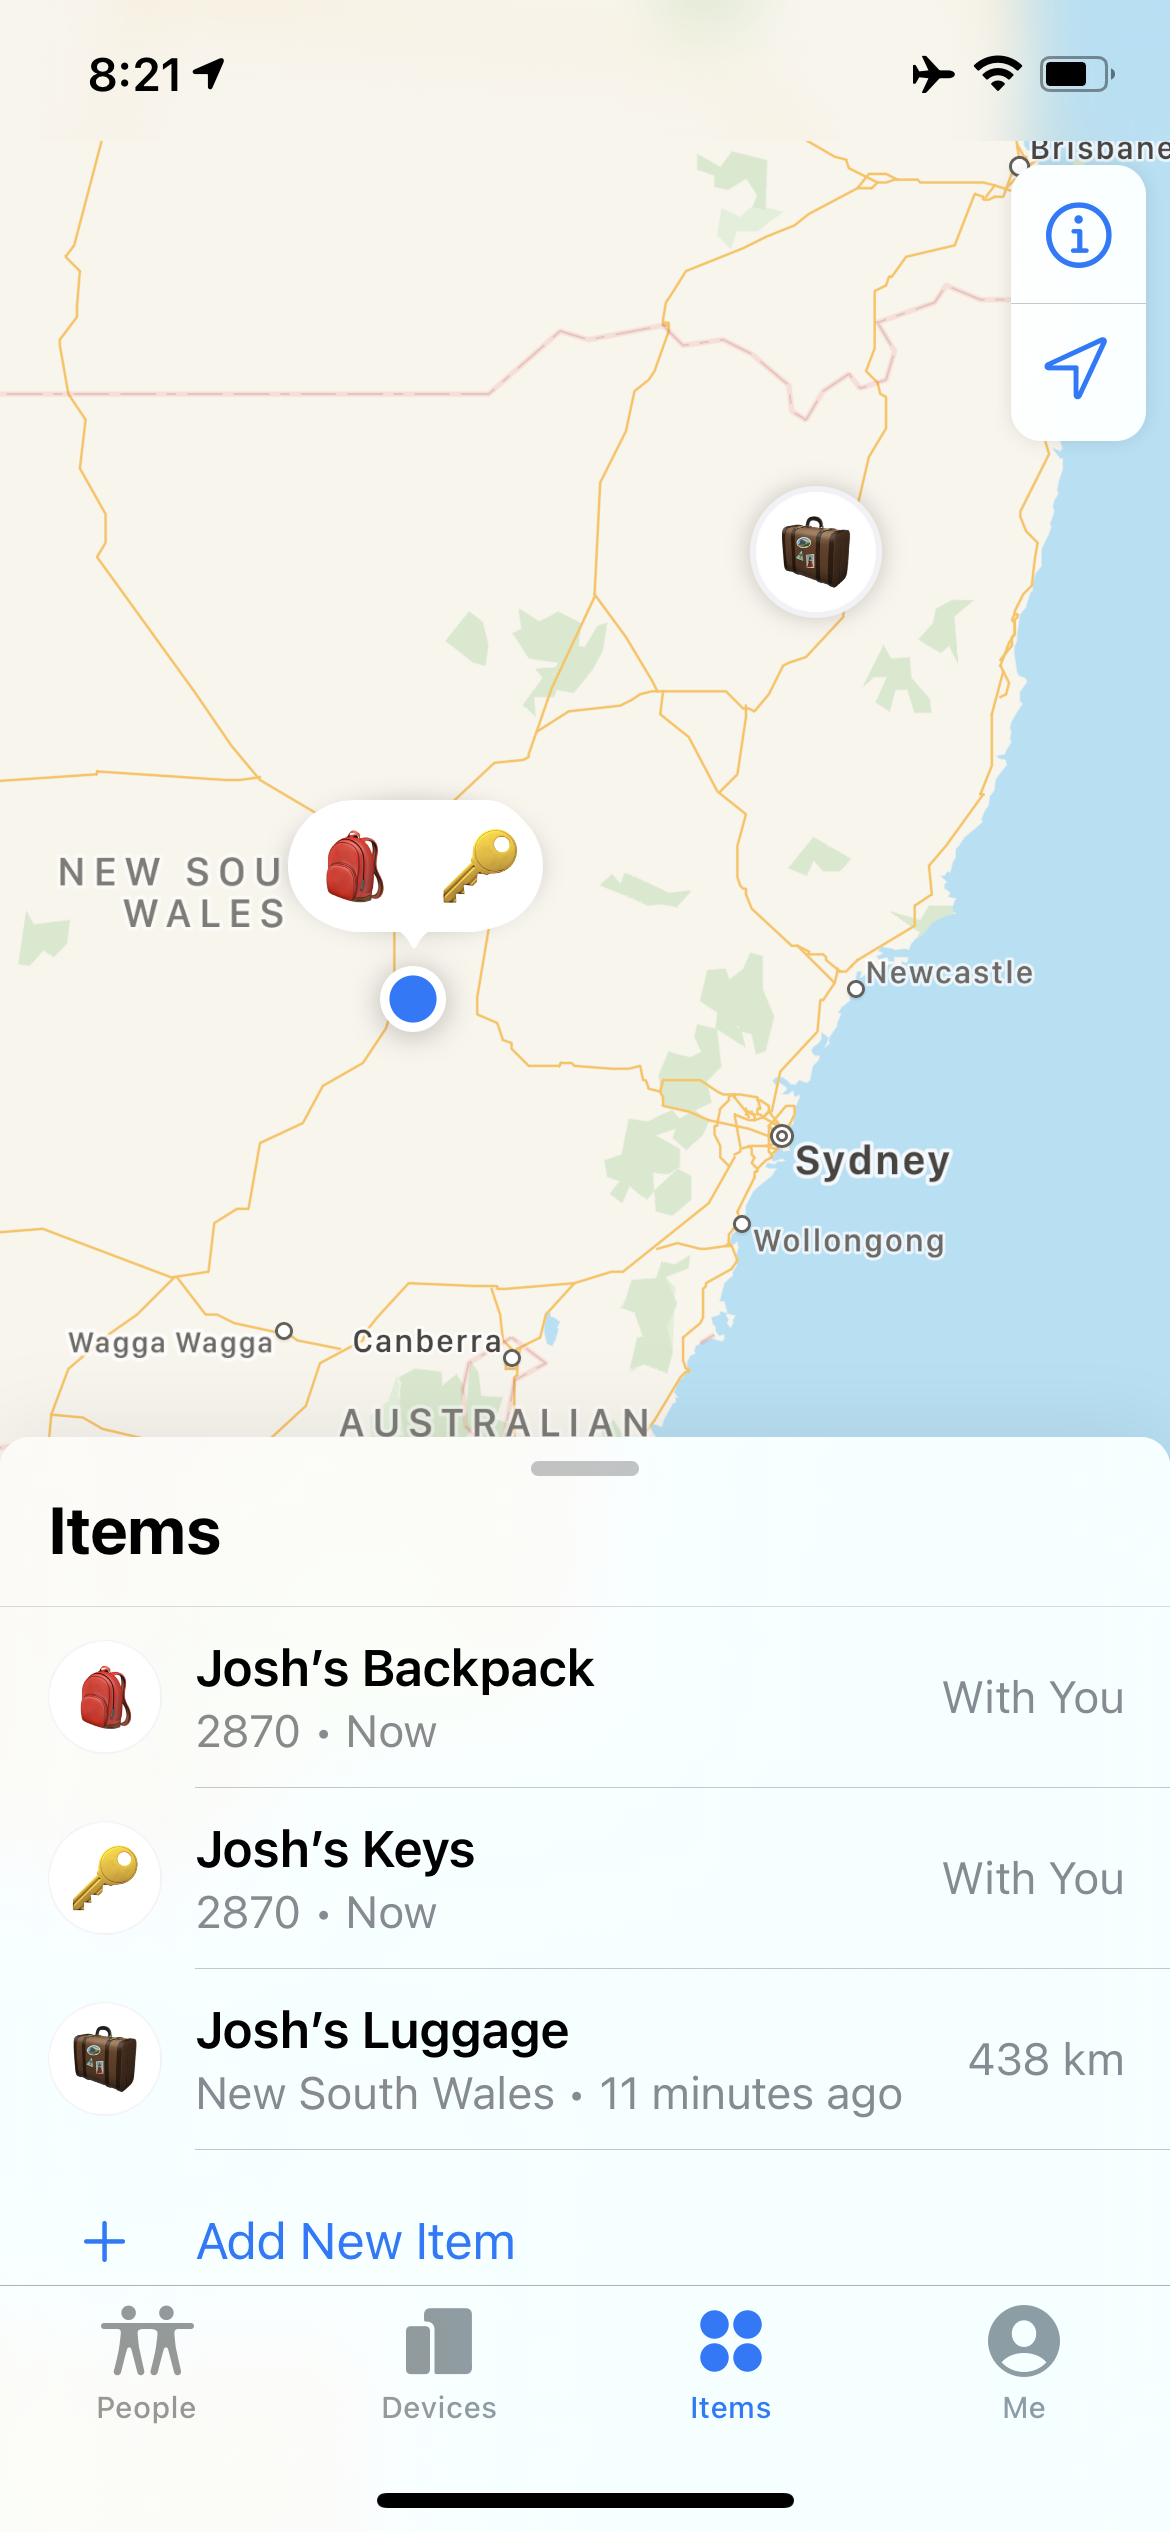 8:21
Brisbane
NEW SOU
WALES
Newcastle
Sydney
Wollongong
Wagga Wagga
Canberra
AUSTRALIAN
Items
Josh’s Backpack
2870 • Now
With You
Josh’s Keys
2870 • Now
With You
Josh’s Luggage
New South Wales • 11 minutes ago
438 km
+ Add New Item
People
Devices
Items
Me